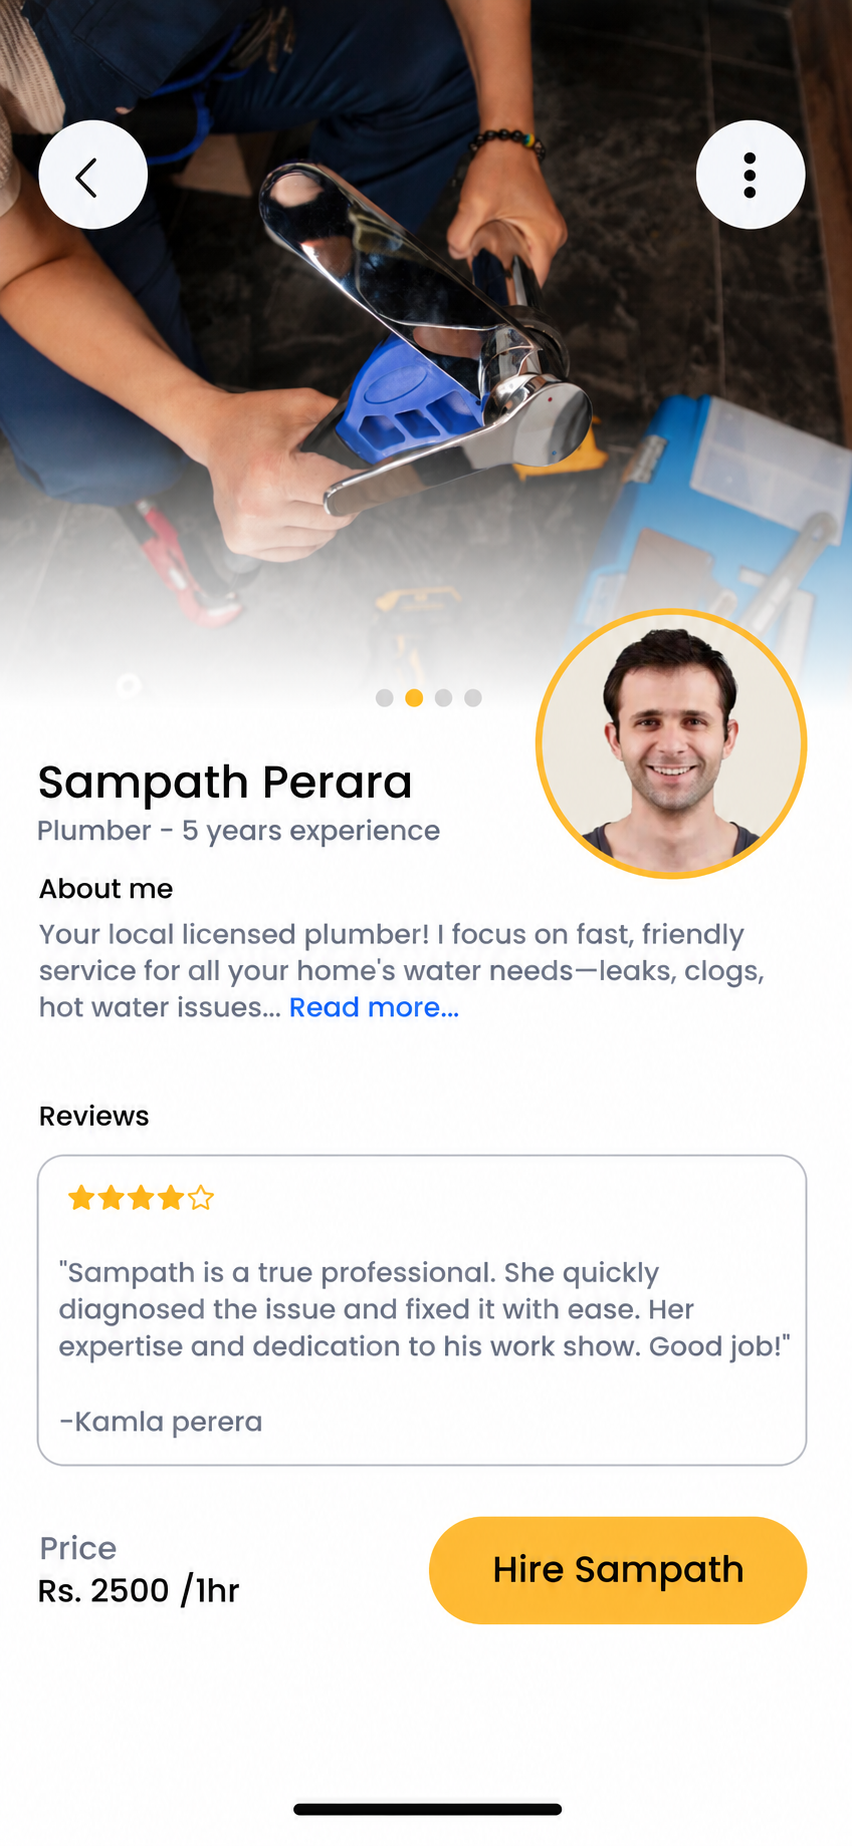 Sampath Perara
Plumber - 5 years experience
About me
Your local licensed plumber! I focus on fast, friendly
service for all your home's water needs—leaks, clogs,
hot water issues... Read more...
Reviews
"Sampath is a true professional. She quickly
diagnosed the issue and fixed it with ease. Her
expertise and dedication to his work show. Good job!"
-Kamla perera
Price
Rs. 2500 /1hr
Hire Sampath